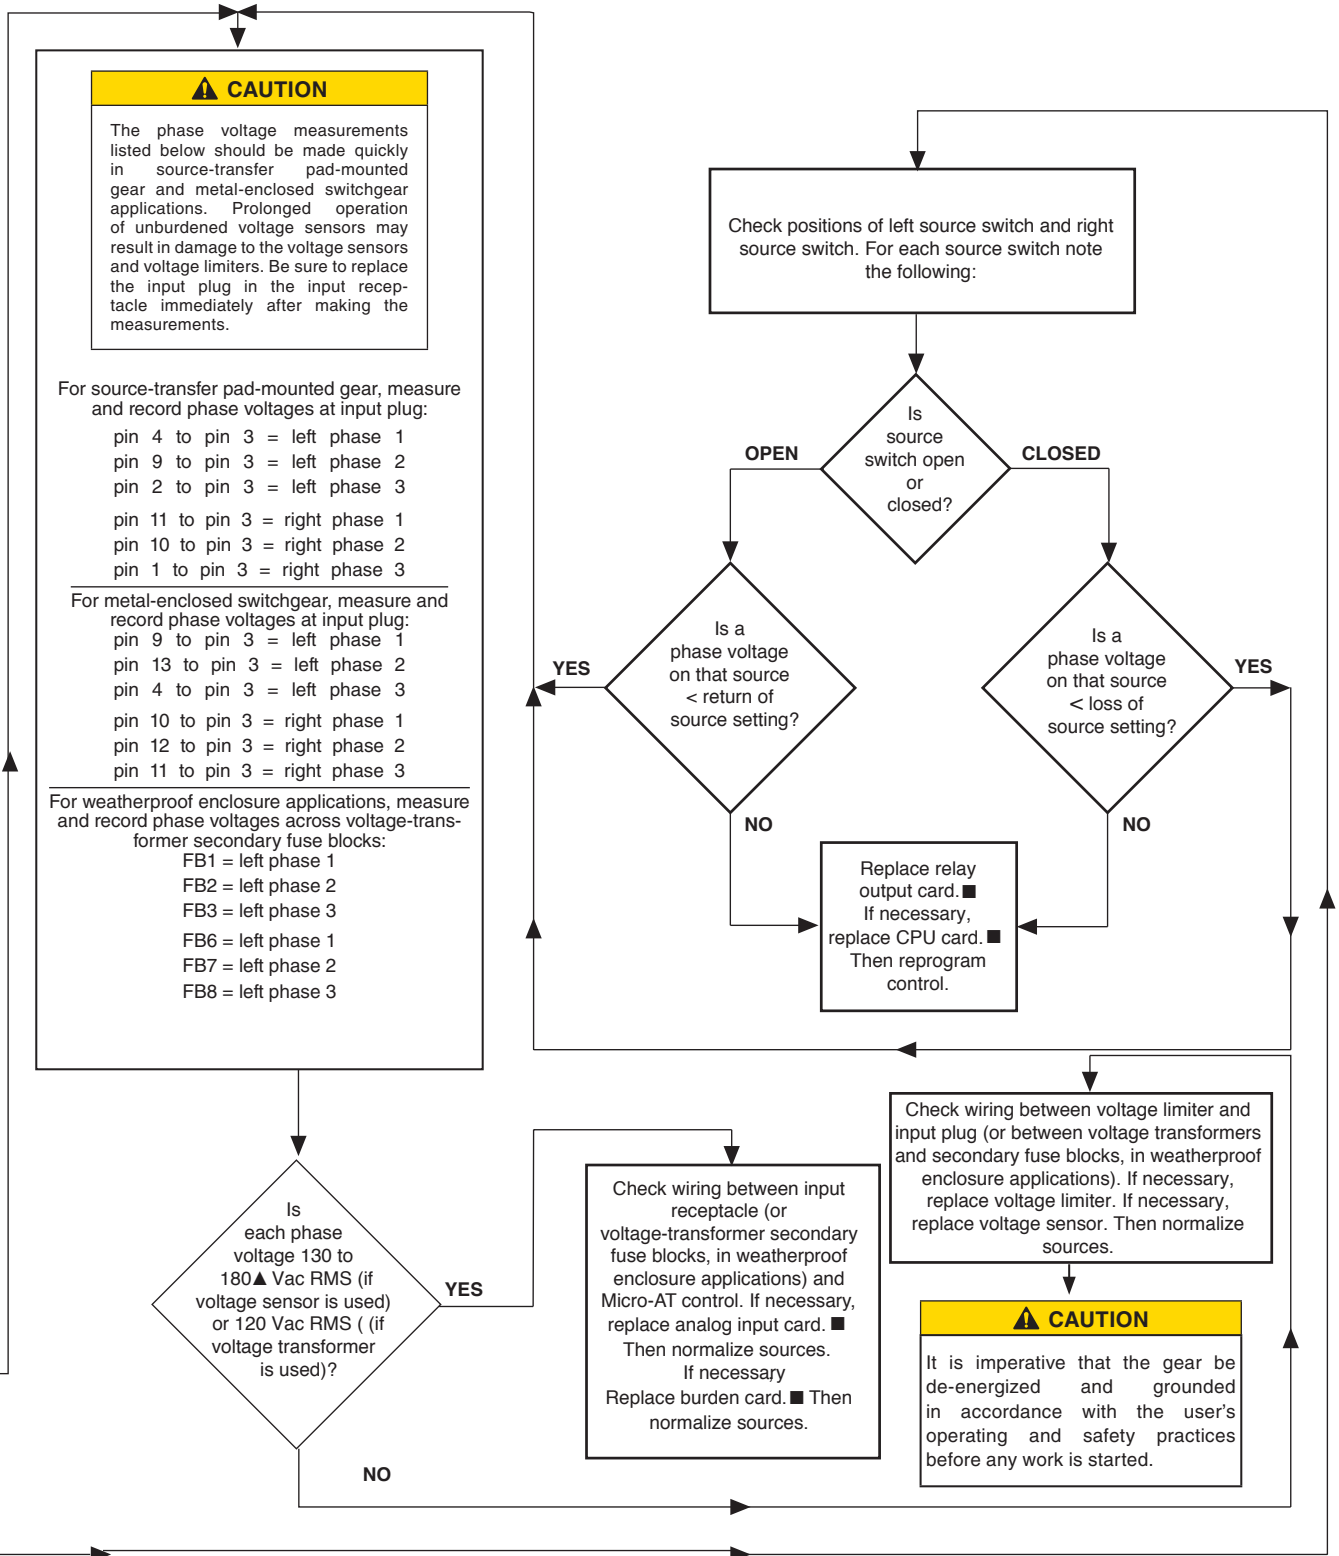 CAUTION
The phase voltage measurements
listed below should be made quickly
in source-transfer pad-mounted
gear and metal-enclosed switchgear
applications. Prolonged operation
of unburdened voltage sensors may
result in damage to the voltage sensors
and voltage limiters. Be sure to replace
the input plug in the input recep-
tacle immediately after making the
measurements.
For source-transfer pad-mounted gear, measure
and record phase voltages at input plug:
pin 4 to pin 3 = left phase 1
pin 9 to pin 3 = left phase 2
pin 2 to pin 3 = left phase 3
pin 11 to pin 3 = right phase 1
pin 10 to pin 3 = right phase 2
pin 1 to pin 3 = right phase 3
For metal-enclosed switchgear, measure and
record phase voltages at input plug:
pin 9 to pin 3 = left phase 1
pin 13 to pin 3 = left phase 2
pin 4 to pin 3 = left phase 3
pin 10 to pin 3 = right phase 1
pin 12 to pin 3 = right phase 2
pin 11 to pin 3 = right phase 3
For weatherproof enclosure applications, measure
and record phase voltages across voltage-trans-
former secondary fuse blocks:
FB1 = left phase 1
FB2 = left phase 2
FB3 = left phase 3
FB6 = left phase 1
FB7 = left phase 2
FB8 = left phase 3
Check positions of left source switch and right
source switch. For each source switch note
the following:
Is
source
switch open
or
closed?
OPEN
CLOSED
Is a
phase voltage
on that source
< return of
source setting?
YES
NO
Is a
phase voltage
on that source
< loss of
source setting?
YES
NO
Replace relay
output card.■
If necessary,
replace CPU card.■
Then reprogram
control.
Is
each phase
voltage 130 to
180▲ Vac RMS (if
voltage sensor is used)
or 120 Vac RMS ( (if
voltage transformer
is used)?
YES
NO
Check wiring between input
receptacle (or
voltage-transformer secondary
fuse blocks, in weatherproof
enclosure applications) and
Micro-AT control. If necessary,
replace analog input card. ■
Then normalize sources.
If necessary,
Replace burden card. ■ Then
normalize sources.
Check wiring between voltage limiter and
input plug (or between voltage transformers
and secondary fuse blocks, in weatherproof
enclosure applications). If necessary,
replace voltage limiter. If necessary,
replace voltage sensor. Then normalize
sources.
CAUTION
It is imperative that the gear be
de-energized and grounded
in accordance with the user's
operating and safety practices
before any work is started.